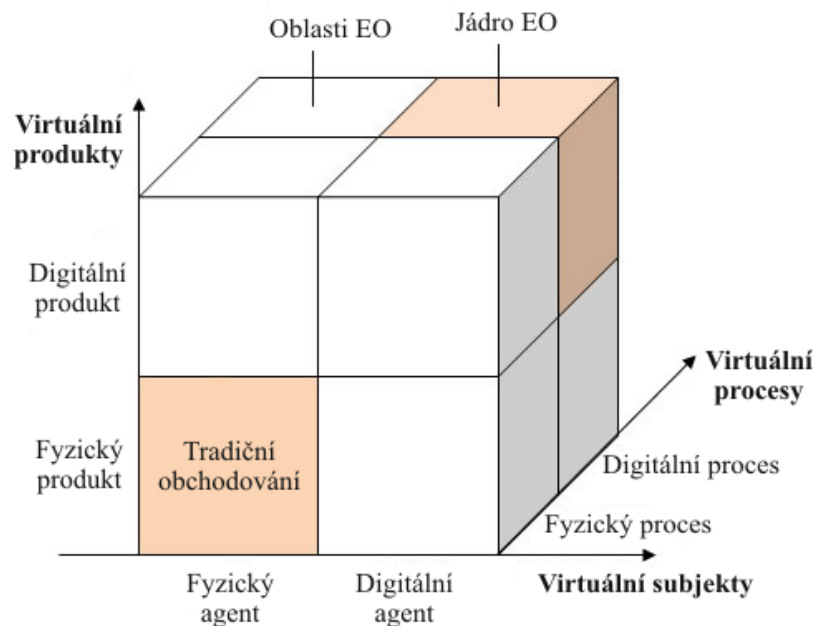 Oblasti EO
Jádro EO
Virtuální
produkty
Digitální
produkt
Virtuální
procesy
Fyzický
produkt
Tradiční
obchodování
Digitální proces
Fyzický proces
Fyzický
agent
Digitální
agent
Virtuální subjekty